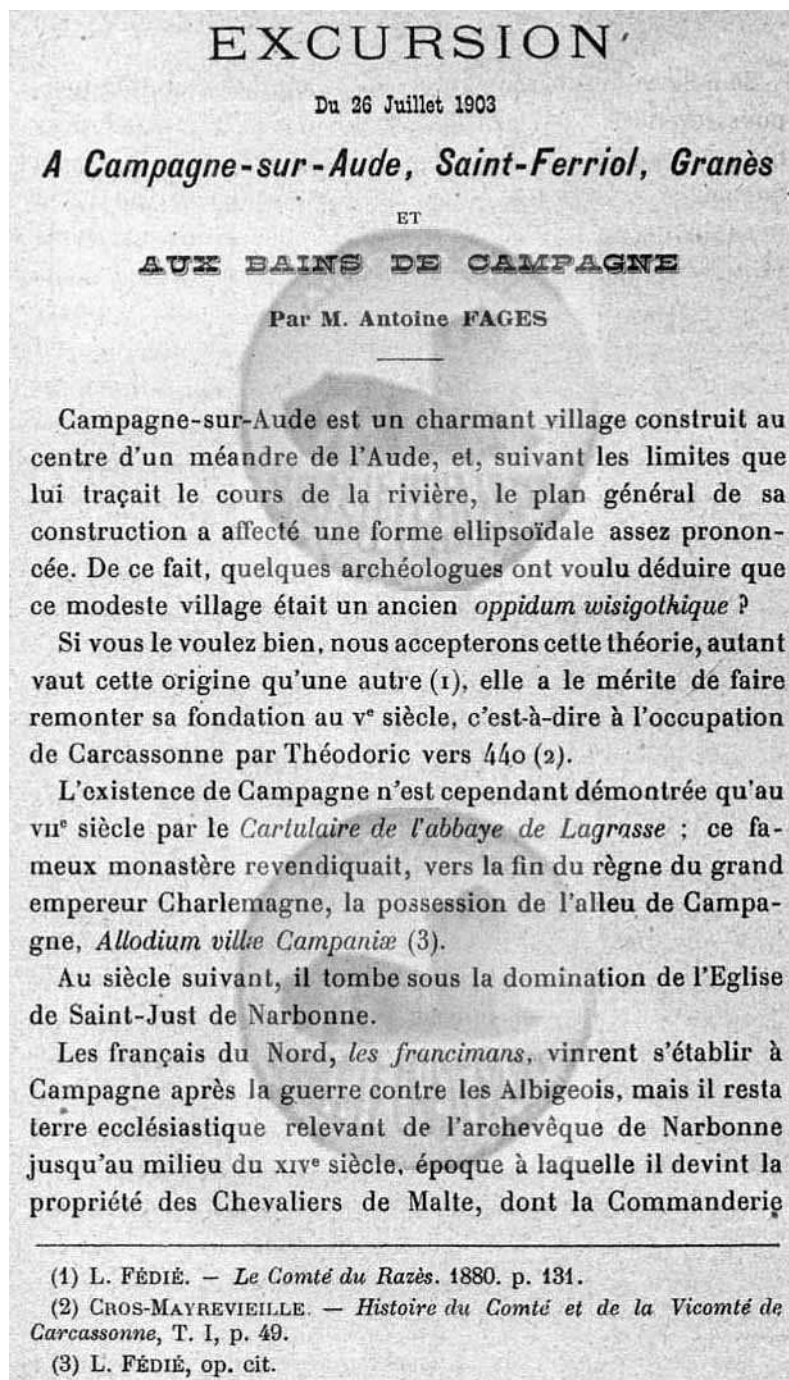 EXCURSION
Du 26 Juillet 1903
A Campagne-sur-Aude, Saint-Ferriol, Granès
ET
AUX BAINS DE CAMPAGNE
Par M. Antoine FAGES
Campagne-sur-Aude est un charmant village construit au
centre d'un méandre de l'Aude, et, suivant les limites que
lui traçait le cours de la rivière, le plan général de sa
construction a affecté une forme ellipsoïdale assez pronon-
cée. De ce fait, quelques archéologues ont voulu déduire que
ce modeste village était un ancien oppidum wisigothique ?
Si vous le voulez bien, nous accepterons cette théorie, autant
vaut cette origine qu'une autre (1), elle a le mérite de faire
remonter sa fondation au Ve siècle, c'est-à-dire à l'occupation
de Carcassonne par Théodoric vers 440 (2).
L'existence de Campagne n'est cependant démontrée qu'au
VIIe siècle par le Cartulaire de l'abbaye de Lagrasse ; ce fa-
meux monastère revendiquait, vers la fin du règne du grand
empereur Charlemagne, la possession de l'alleu de Campa-
gne, Allodium villæ Campaniæ (3).
Au siècle suivant, il tombe sous la domination de l'Eglise
de Saint-Just de Narbonne.
Les français du Nord, les francimans, vinrent s'établir à
Campagne après la guerre contre les Albigeois, mais il resta
terre ecclésiastique relevant de l'archevêque de Narbonne
jusqu'au milieu du XIVe siècle, époque à laquelle il devint la
propriété des Chevaliers de Malte, dont la Commanderie
(1) L. FÉDIÉ. — Le Comté du Razès. 1880. p. 131.
(2) CROS-MAYREVIEILLE. — Histoire du Comté et de la Vicomté de
Carcassonne, T. I, p. 49.
(3) L. FÉDIÉ, op. cit.